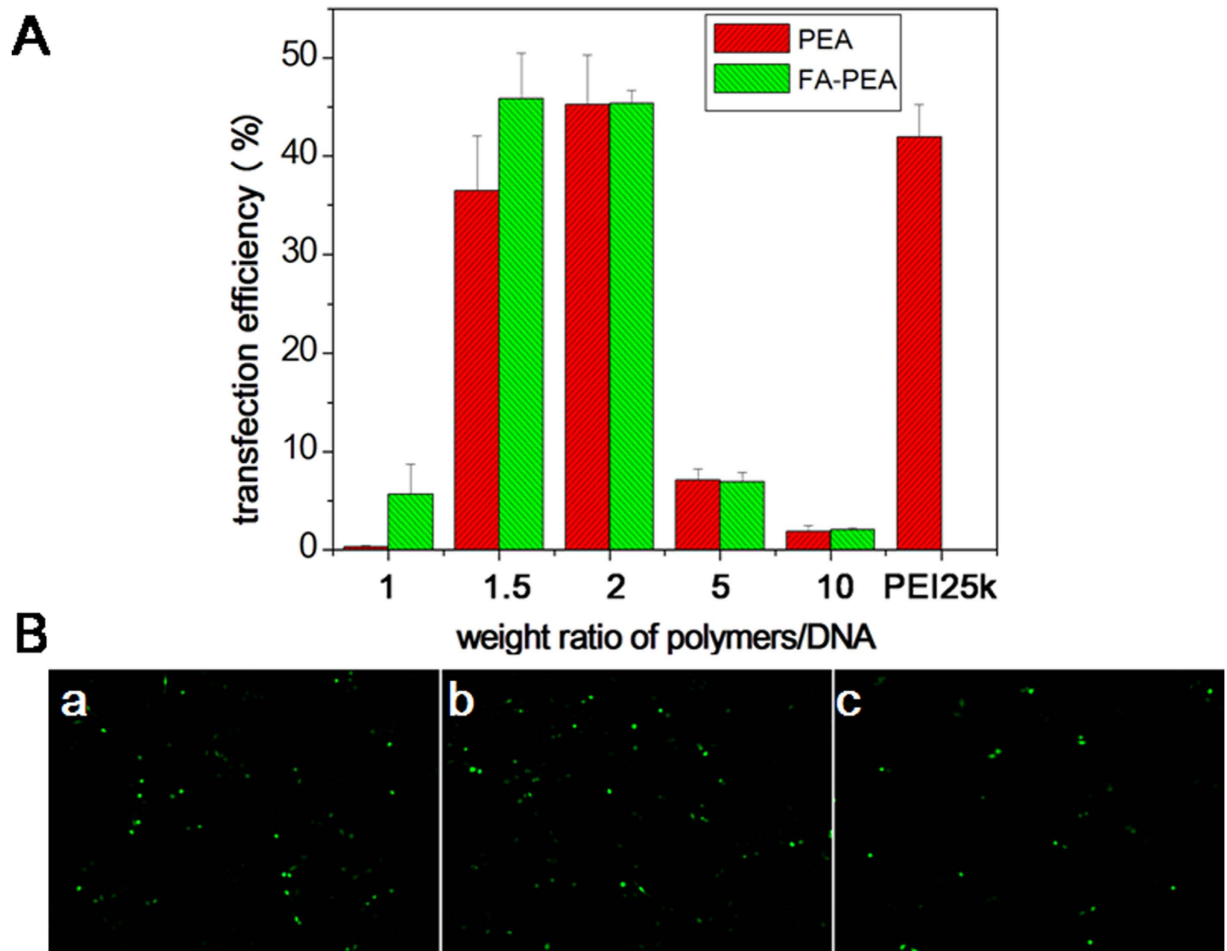 A
PEA
FA-PEA
50
40
30
20
10
0
transfection efficiency ( %)
1 1.5 2 5 10 PEI25k
weight ratio of polymers/DNA
B
a b c